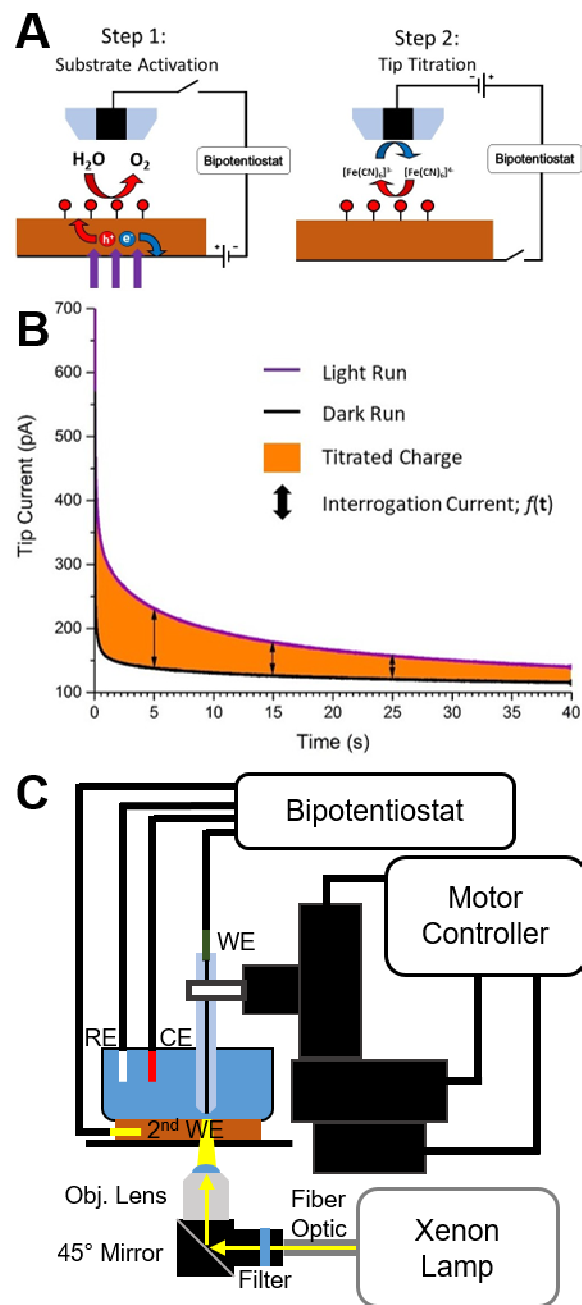 A
Step 1:
Substrate Activation
H₂O O₂
Bipotentiostat
h⁺ e⁻
+ -
Step 2:
Tip Titration
- +
[Fe(CN)₆]³⁻ [Fe(CN)₆]⁴⁻
Bipotentiostat
B
Tip Current (pA)
700
600
500
400
300
200
100
Light Run
Dark Run
Titrated Charge
Interrogation Current; f(t)
0 5 10 15 20 25 30 35 40
Time (s)
C
Bipotentiostat
Motor
Controller
WE
RE CE
2nd WE
Obj. Lens
45° Mirror
Filter
Fiber
Optic
Xenon
Lamp